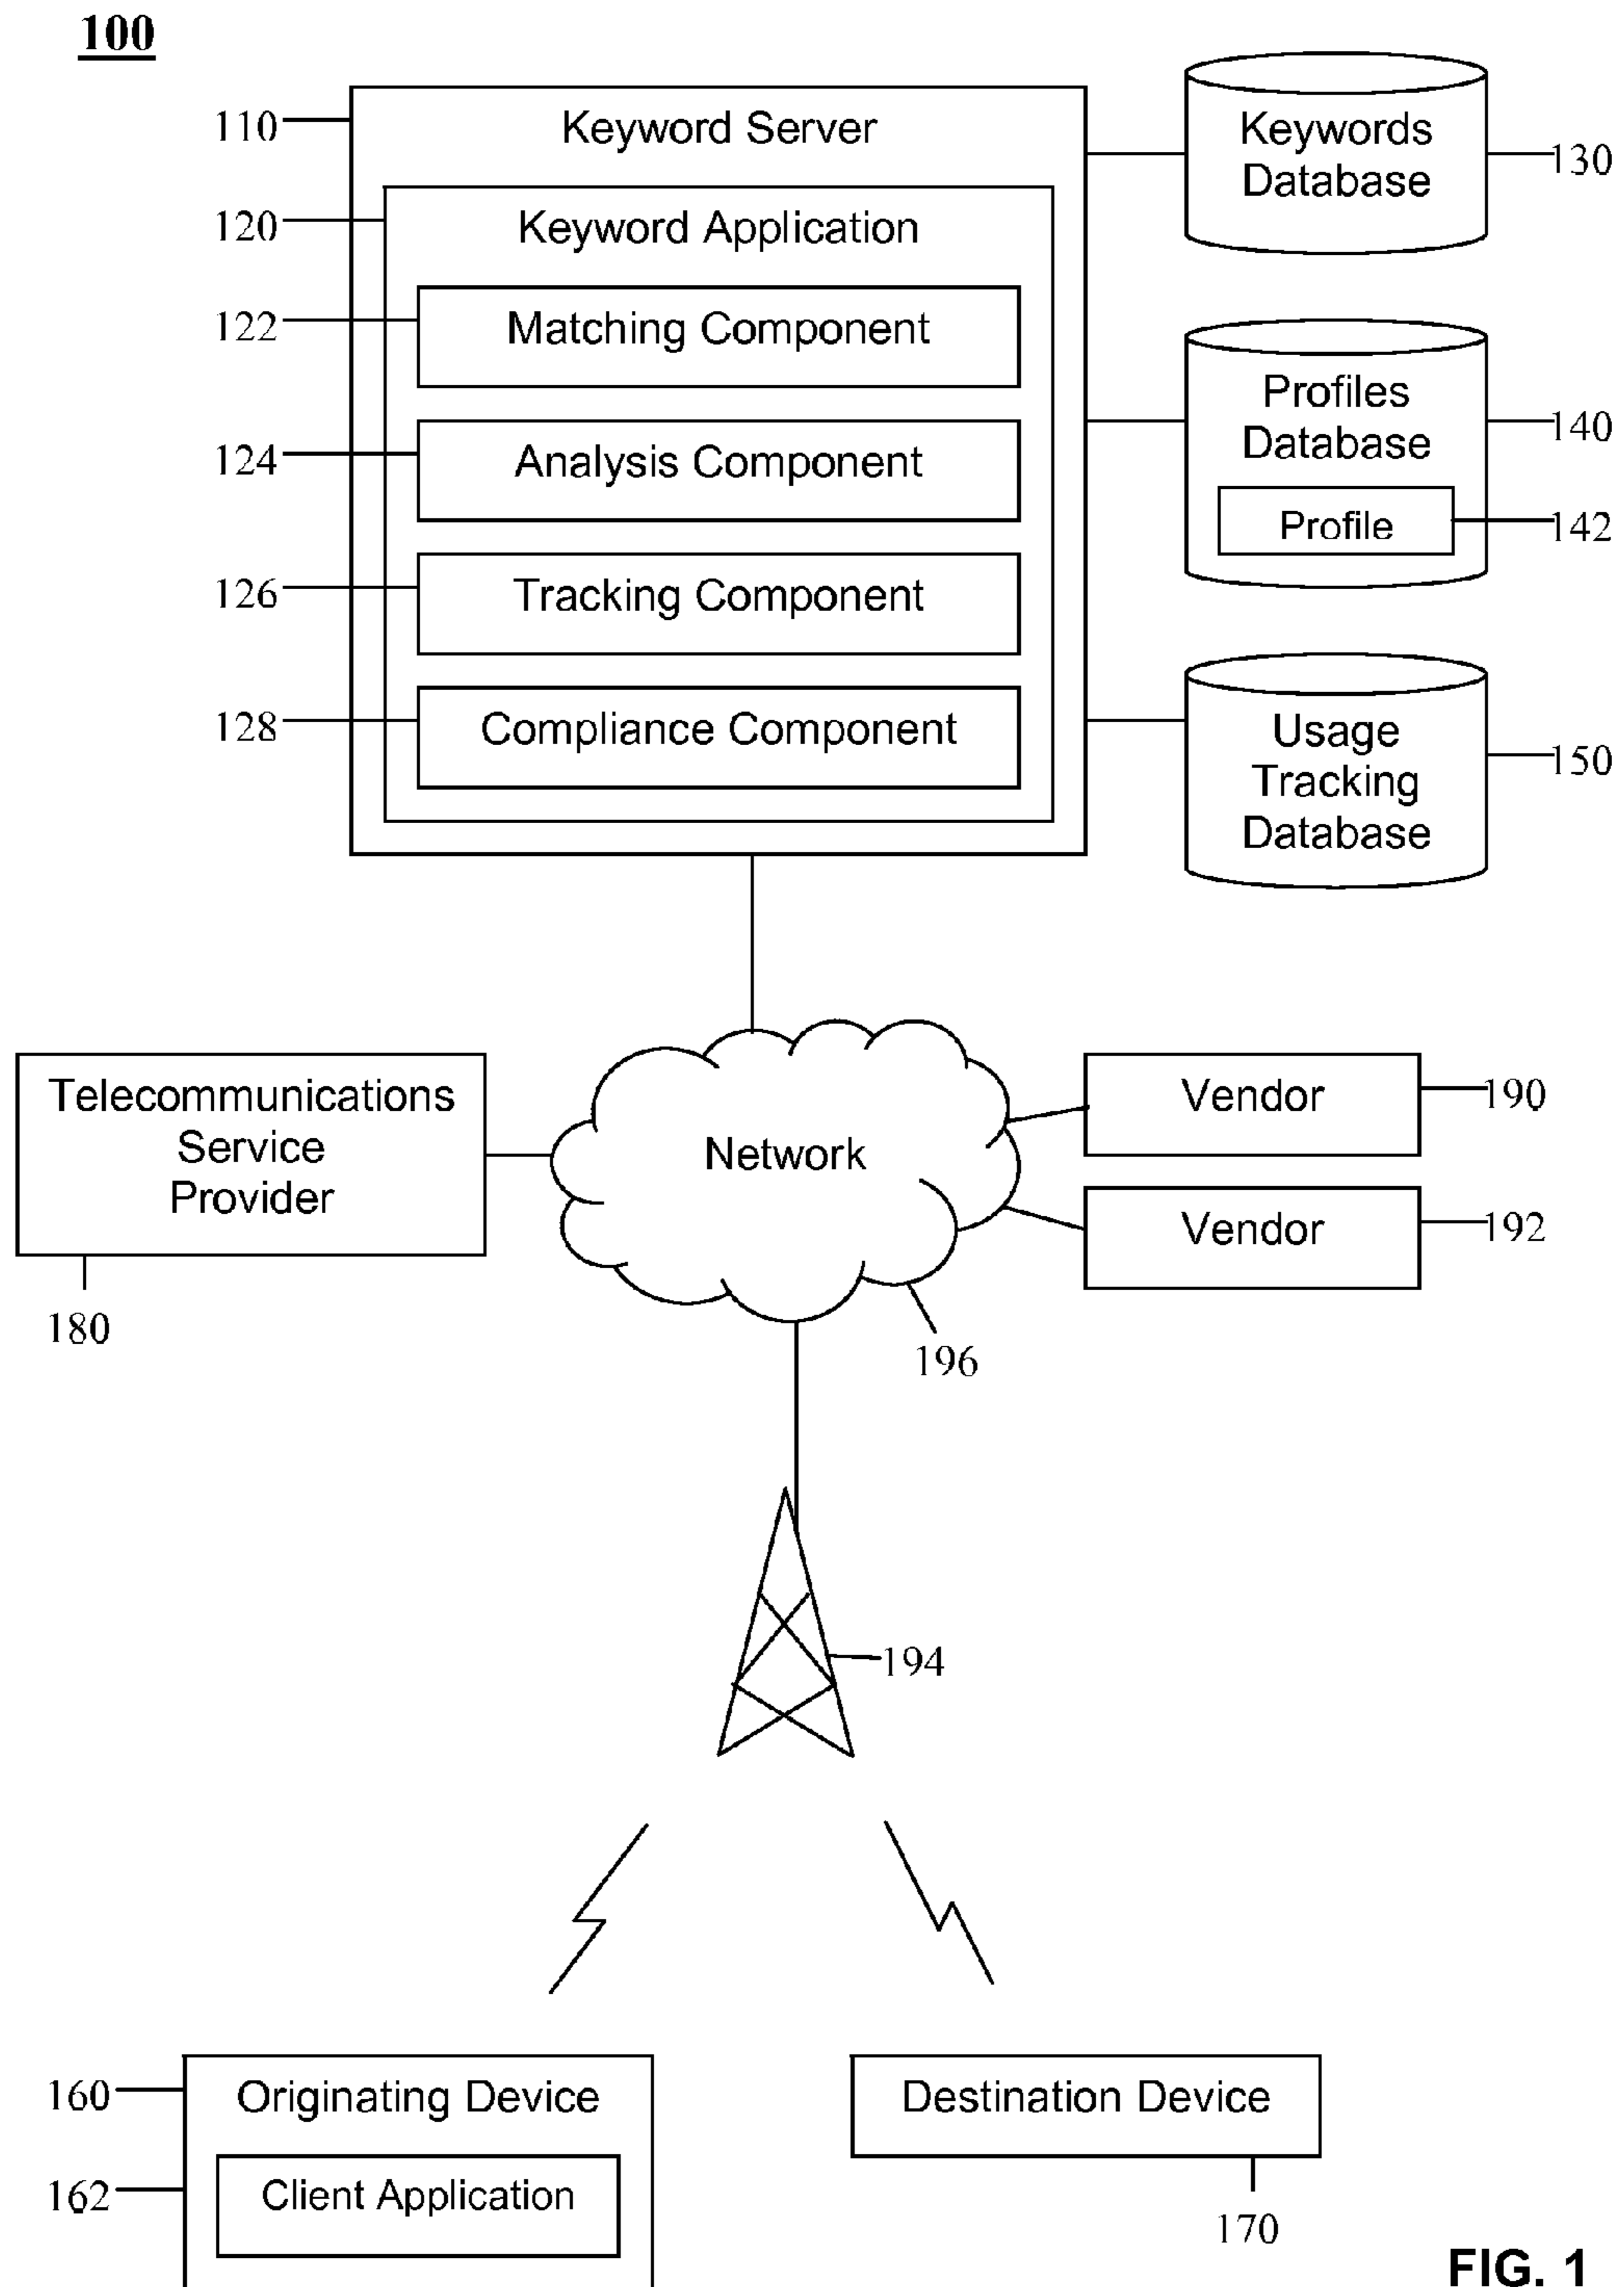 100
110
Keyword Server
Keywords
Database
130
120
Keyword Application
122
Matching Component
Profiles
Database
140
124
Analysis Component
Profile
142
126
Tracking Component
128
Compliance Component
Usage
Tracking
Database
150
Telecommunications
Service
Provider
180
Network
Vendor
190
Vendor
192
196
194
160
Originating Device
162
Client Application
Destination Device
170
FIG. 1